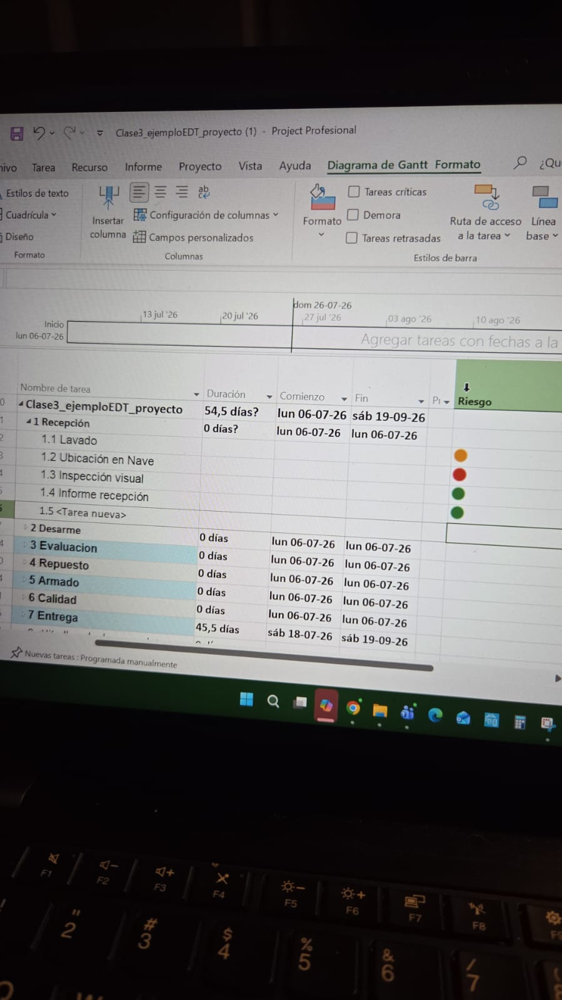 Clase3_ejemploEDT_proyecto (1) - Project Profesional
Tarea Recurso Informe Proyecto Vista Ayuda Diagrama de Gantt Formato
Estilos de texto
Cuadrícula
Diseño
Formato
Insertar columna
Configuración de columnas
Campos personalizados
Columnas
Formato
Tareas críticas
Demora
Tareas retrasadas
Ruta de acceso a la tarea
Línea base
Estilos de barra
dom 26-07-26
13 jul '26 20 jul '26 27 jul '26 03 ago '26 10 ago '26
Inicio
lun 06-07-26
Agregar tareas con fechas a la
Nombre de tarea Duración Comienzo Fin Riesgo
Clase3_ejemploEDT_proyecto 54,5 días? lun 06-07-26 sáb 19-09-26
1 Recepción 0 días? lun 06-07-26 lun 06-07-26
1.1 Lavado
1.2 Ubicación en Nave
1.3 Inspección visual
1.4 Informe recepción
1.5 <Tarea nueva>
2 Desarme 0 días lun 06-07-26 lun 06-07-26
3 Evaluacion 0 días lun 06-07-26 lun 06-07-26
4 Repuesto 0 días lun 06-07-26 lun 06-07-26
5 Armado 0 días lun 06-07-26 lun 06-07-26
6 Calidad 0 días lun 06-07-26 lun 06-07-26
7 Entrega 45,5 días sáb 18-07-26 sáb 19-09-26
Nuevas tareas : Programada manualmente
F1 F2 F3 F4 F5 F6 F7 F8
" 2 # 3 $ 4 % 5 & 6 / 7